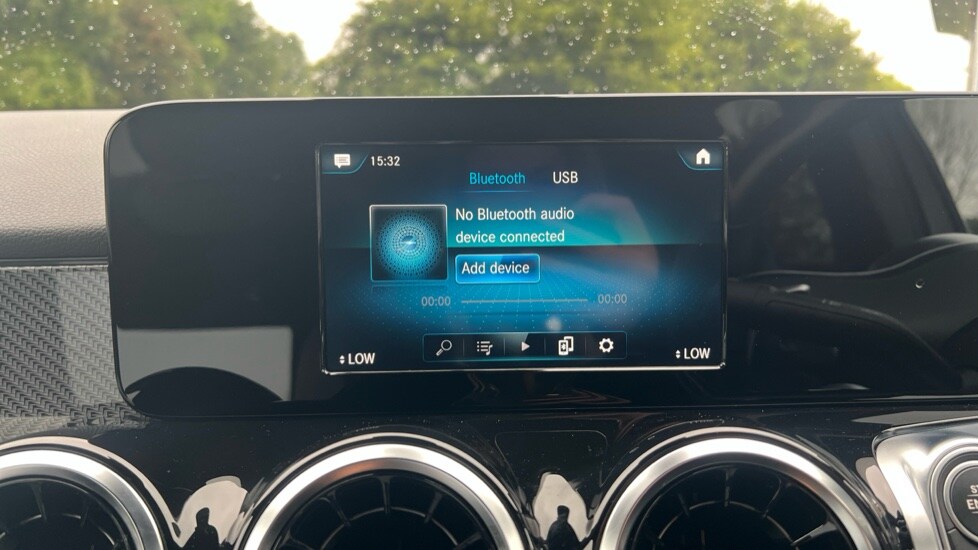 15:32
Bluetooth USB
No Bluetooth audio
device connected
Add device
00:00 00:00
LOW LOW